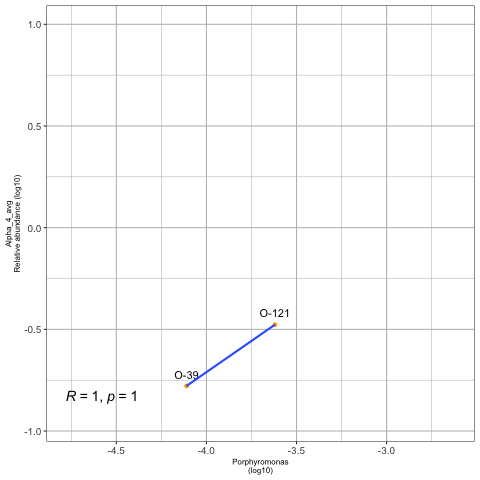 1.0
0.5
0.0
-0.5
-1.0
Alpha_4_avg
Relative abundance (log10)
O-121
O-39
R = 1, p = 1
-4.5 -4.0 -3.5 -3.0
Porphyromonas
(log10)